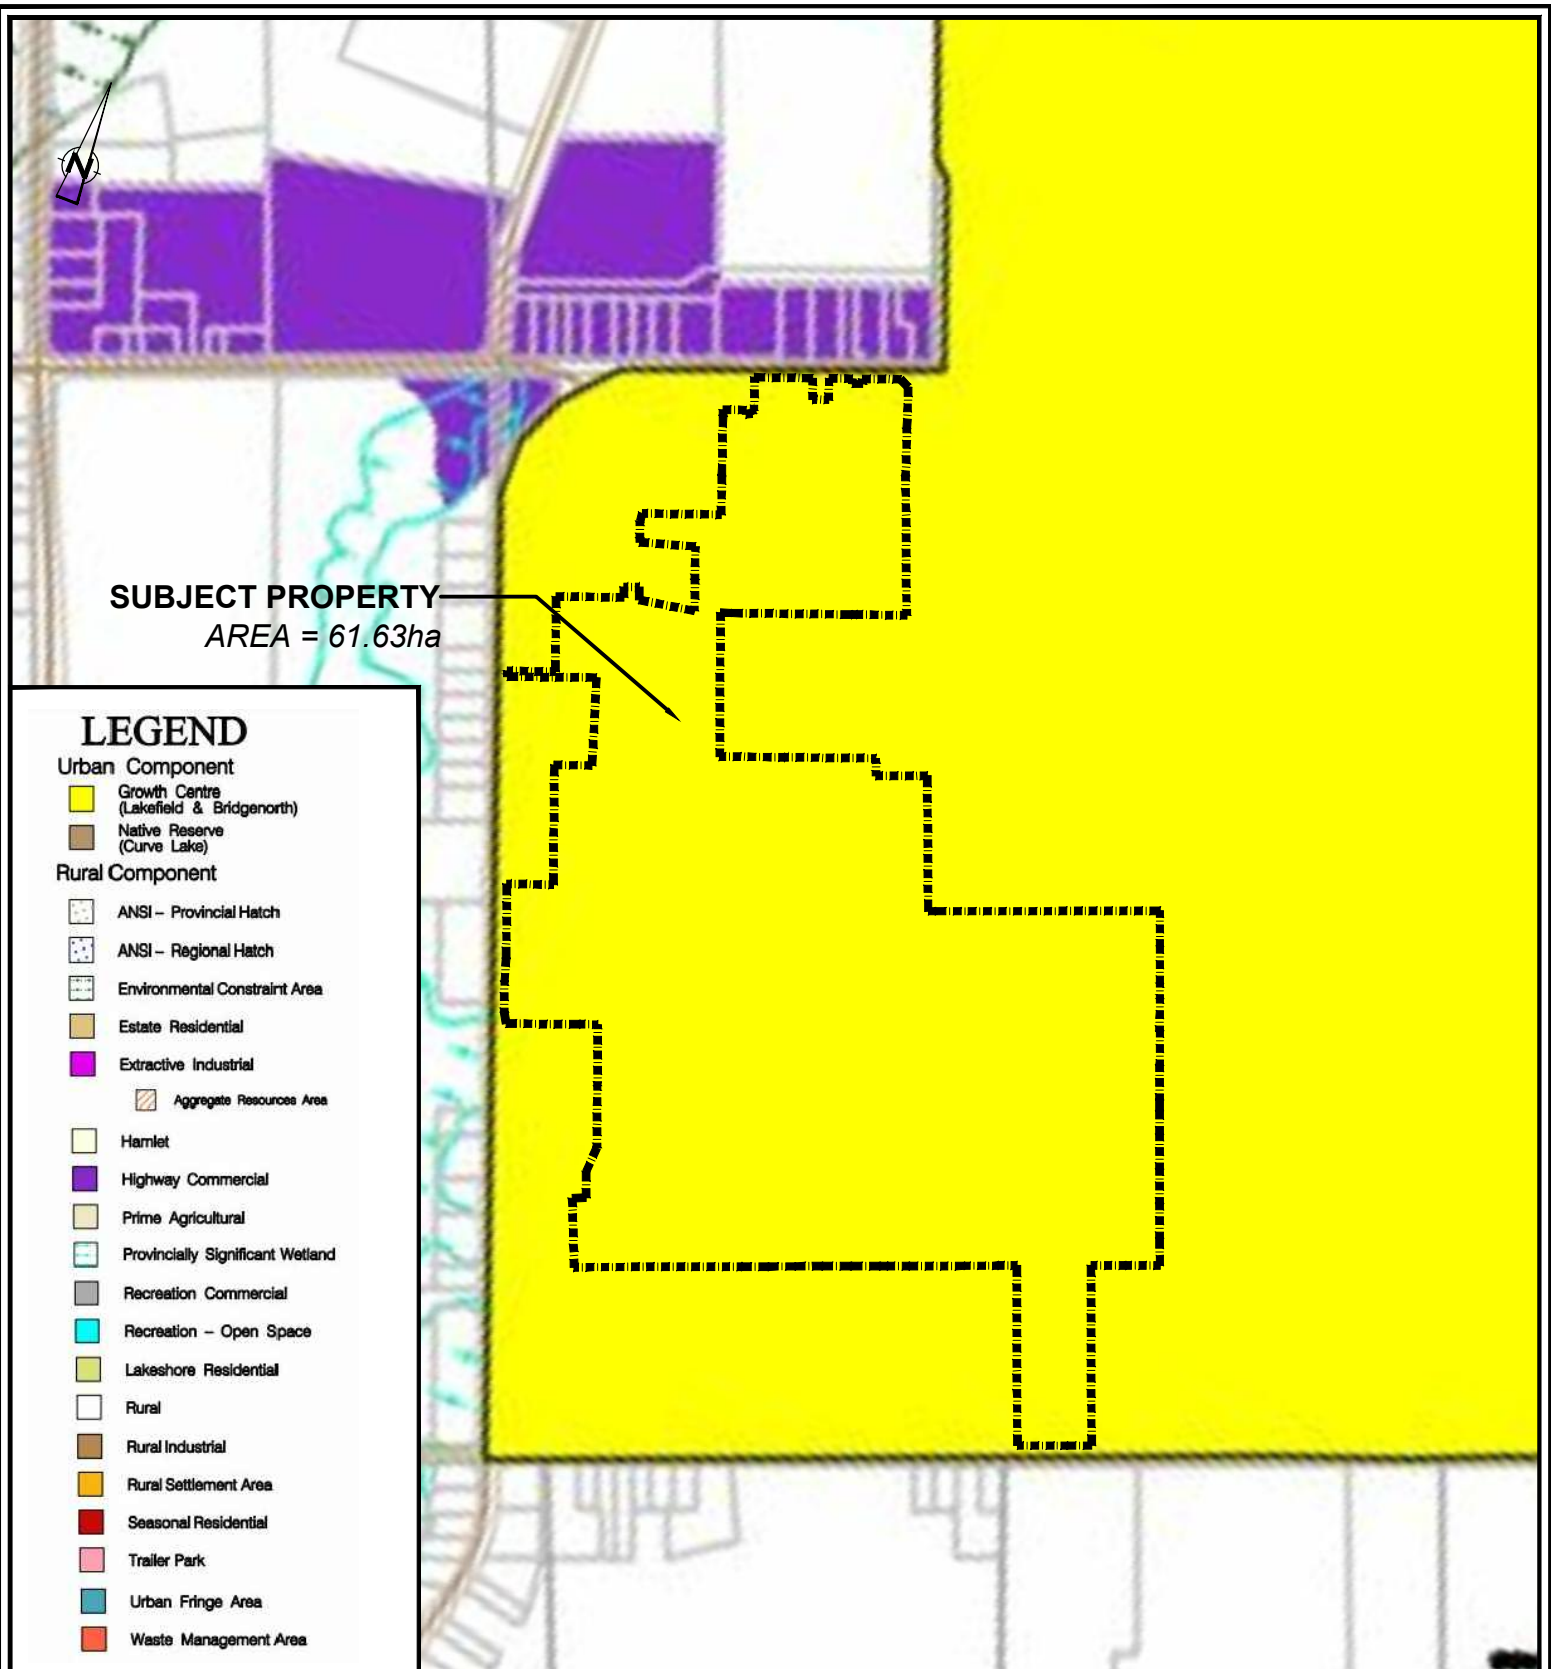 N
SUBJECT PROPERTY
AREA = 61.63ha
LEGEND
Urban Component
Growth Centre
(Lakefield & Bridgenorth)
Native Reserve
(Curve Lake)
Rural Component
ANSI – Provincial Hatch
ANSI – Regional Hatch
Environmental Constraint Area
Estate Residential
Extractive Industrial
Aggregate Resources Area
Hamlet
Highway Commercial
Prime Agricultural
Provincially Significant Wetland
Recreation Commercial
Recreation – Open Space
Lakeshore Residential
Rural
Rural Industrial
Rural Settlement Area
Seasonal Residential
Trailer Park
Urban Fringe Area
Waste Management Area